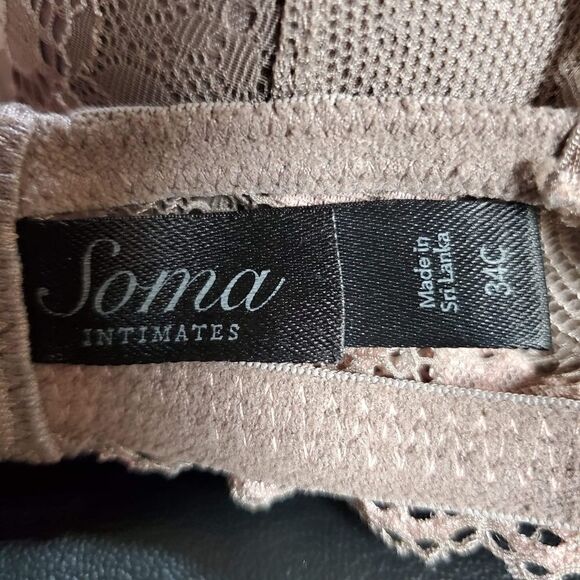 Soma
INTIMATES
Made in
Sri Lanka
34C